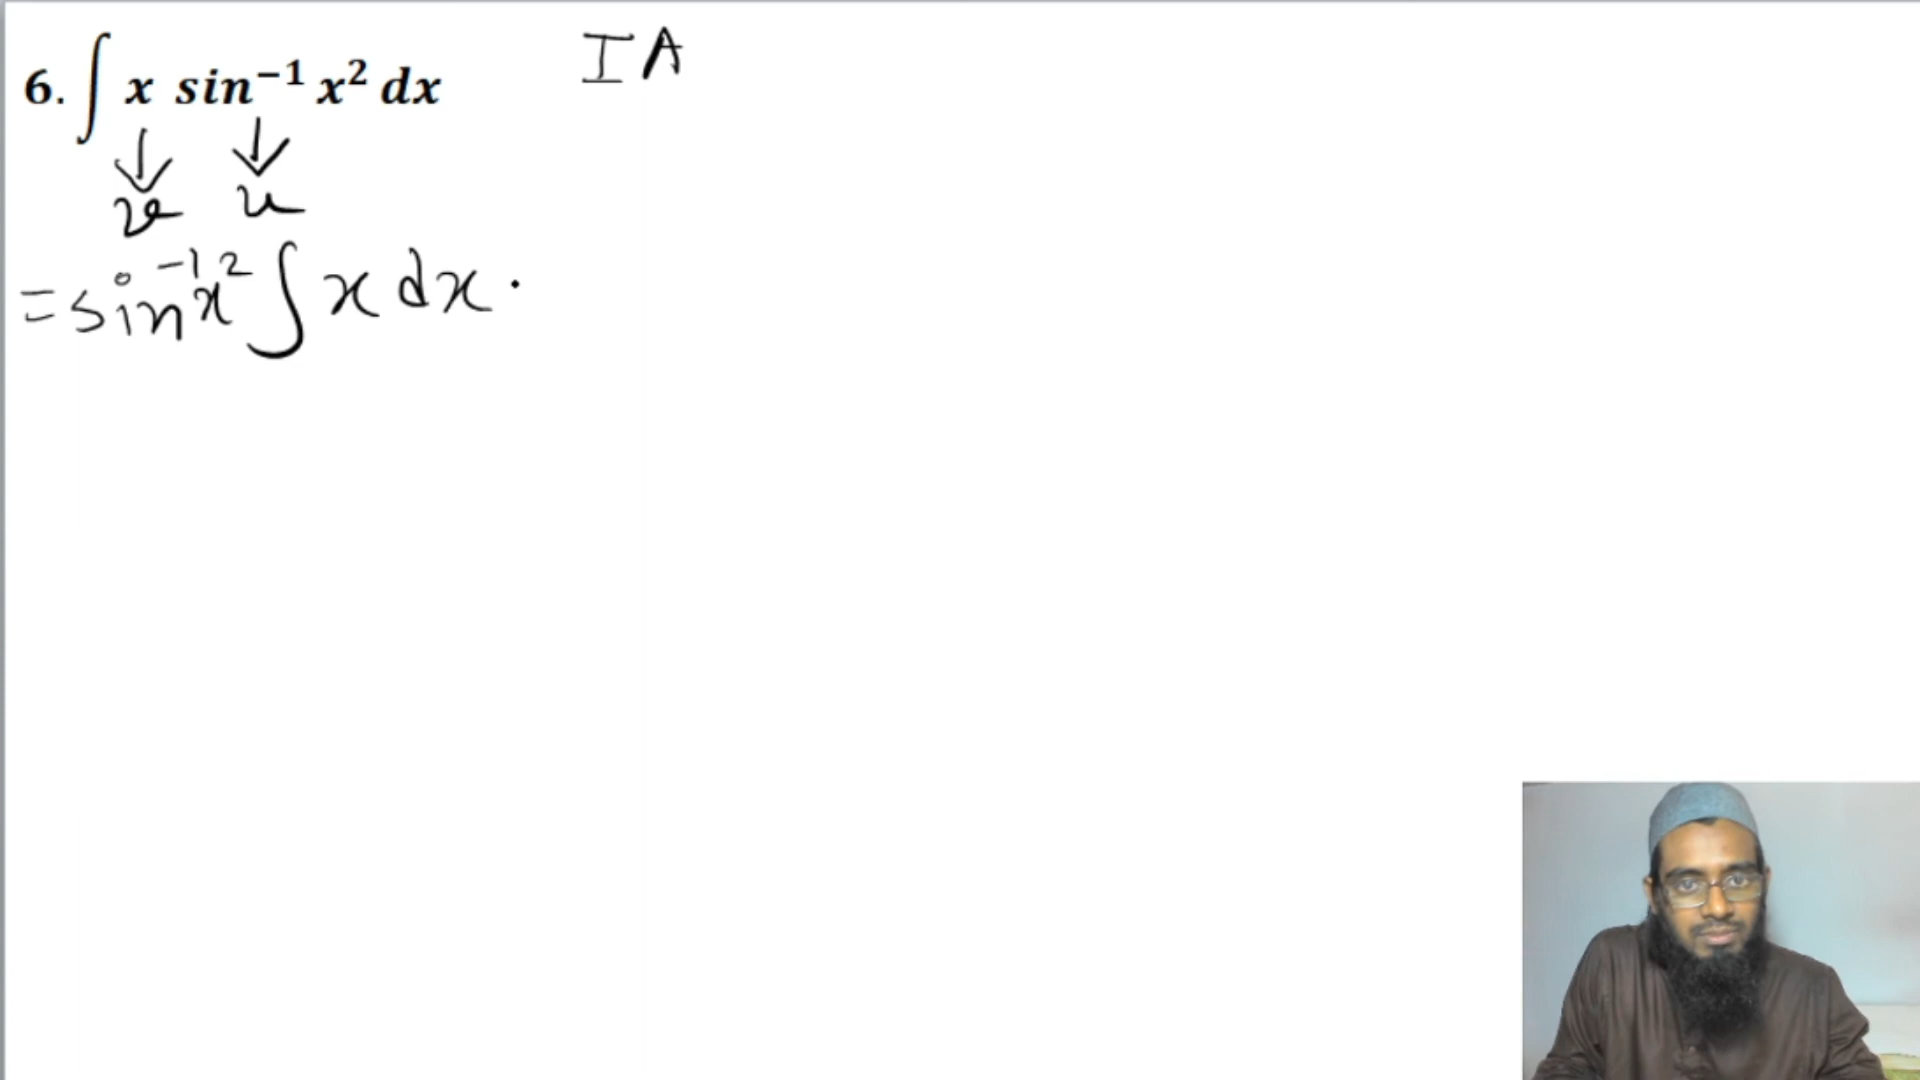 6. ∫ x sin⁻¹ x² dx IA
v u
= sin⁻¹x² ∫ x dx ·